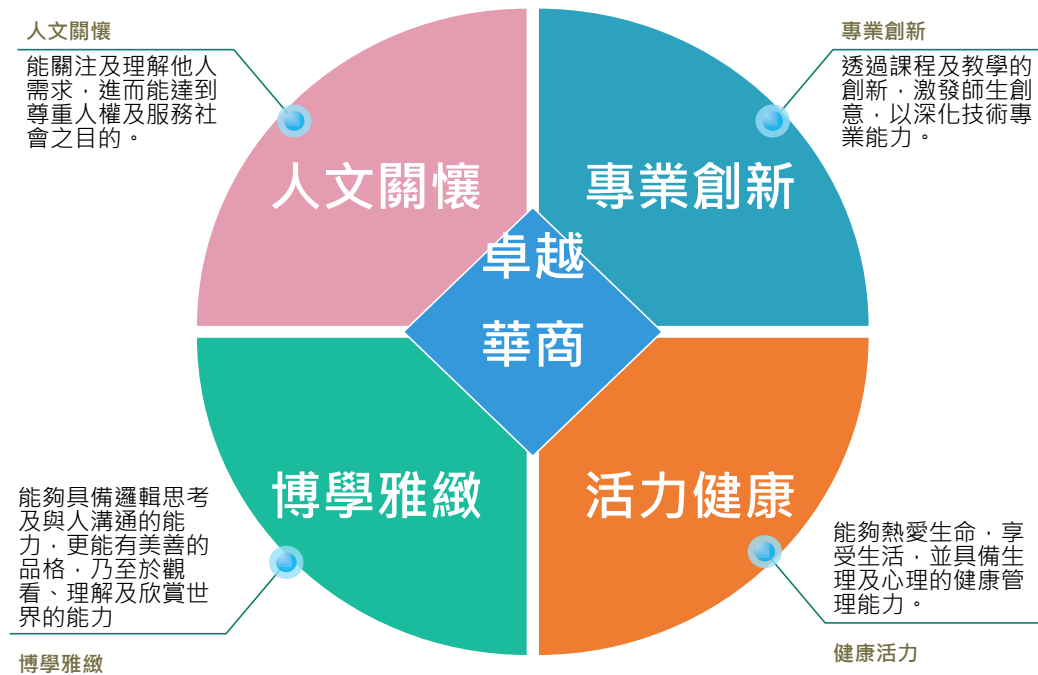 人文關懷
能關注及理解他人
需求，進而能達到
尊重人權及服務社
會之目的。
專業創新
透過課程及教學的
創新，激發師生創
意，以深化技術專
業能力。
人文關懷
專業創新
卓越
華商
博學雅緻
活力健康
能夠具備邏輯思考
及與人溝通的能
力，更能有美善的
品格，乃至於觀
看、理解及欣賞世
界的能力
博學雅緻
能夠熱愛生命，享
受生活，並具備生
理及心理的健康管
理能力。
健康活力